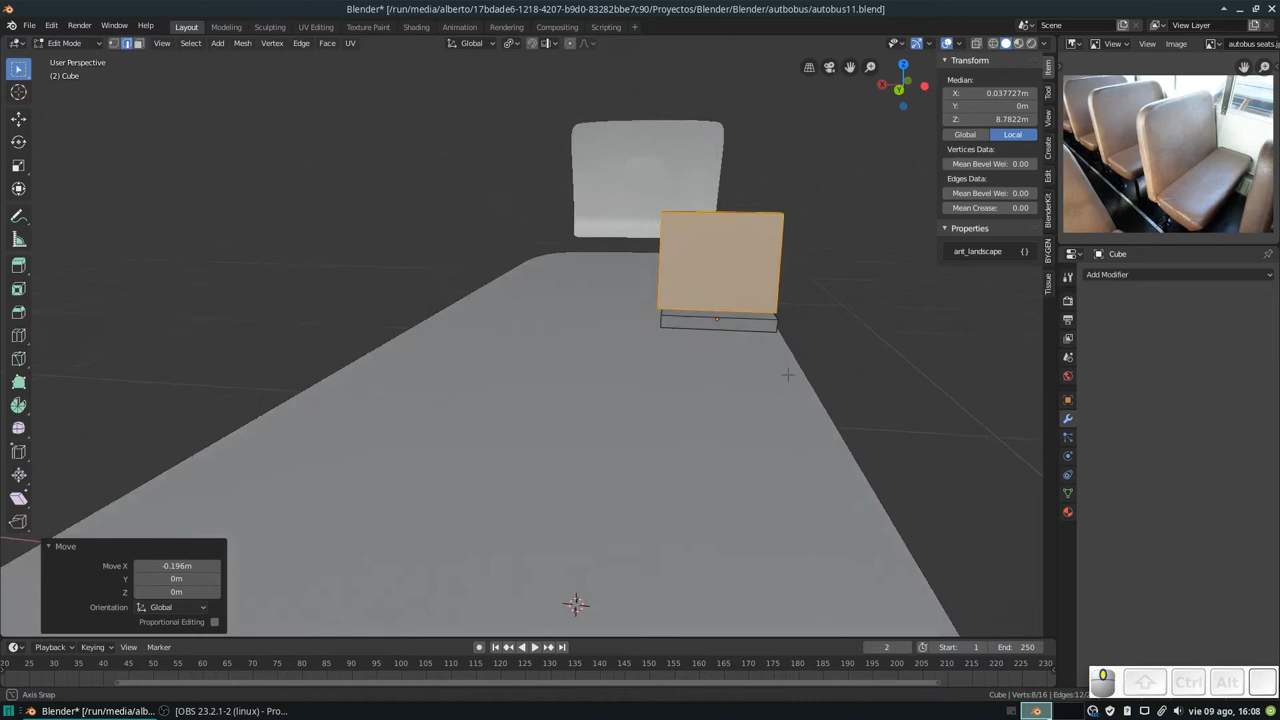 Blender* [/run/media/alberto/17bdade6-1218-4207-b9d0-83282bbe7c90/Proyectos/Blender/Blender/autbobus/autobus11.blend]
File Edit Render Window Help Layout Modeling Sculpting UV Editing Texture Paint Shading Animation Rendering Compositing Scripting + Scene View Layer
Edit Mode View Select Add Mesh Vertex Edge Face UV Global View Image autobus seats.j
User Perspective
(2) Cube
Transform
Median:
X: 0.037727m
Y: 0m
Z: 8.7822m
Global Local
Vertices Data:
Mean Bevel Wei: 0.00
Edges Data:
Mean Bevel Wei: 0.00
Mean Crease: 0.00
Properties
ant_landscape {}
Item
Tool
View
Create
Edit
BlenderKit
BY-GEN
Tissue
X
Y
Z
Cube
Add Modifier
Move
Move X -0.196m
Y 0m
Z 0m
Orientation Global
Proportional Editing
Playback Keying View Marker 2 Start: 1 End: 250
20 25 30 35 40 45 50 55 60 65 70 75 80 85 90 95 100 105 110 115 120 125 130 135 140 145 150 155 160 165 170 175 180 185 190 195 200 205 210 215 220 225 230
Ctrl Alt
Axis Snap
Blender* [/run/media/alb... [OBS 23.2.1-2 (linux) - Pro... vie 09 ago, 16:08